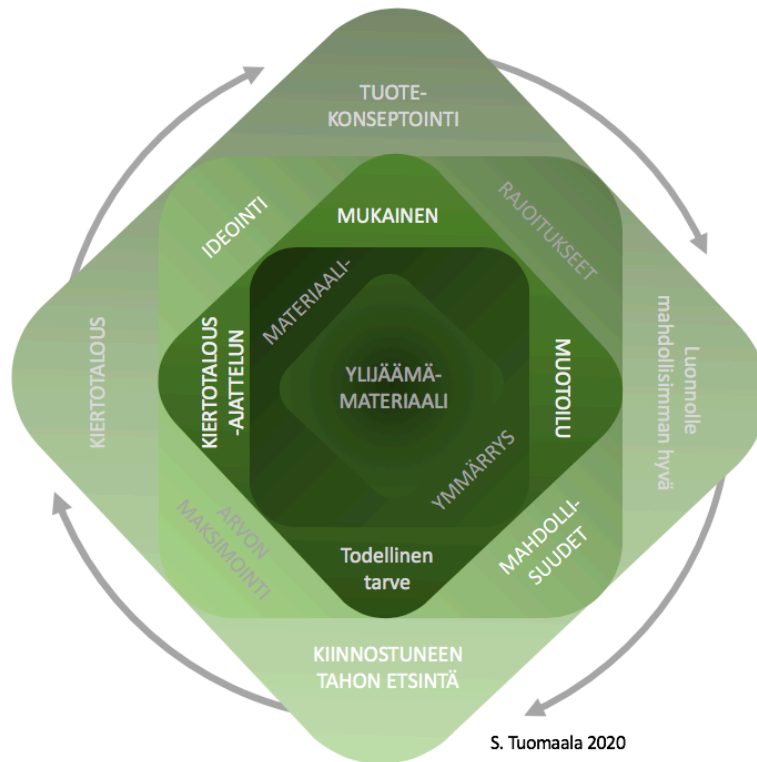 TUOTE-
KONSEPTOINTI
IDEOINTI
MUKAINEN
RAJOITUKSEET
MATERIAALI-
KIERTOTALOUS
KIERTOTALOUS
-AJATTELUN
YLIJÄÄMÄ-
MATERIAALI
MUOTOILU
Luonnolle
mahdollisimman hyvä
YMMÄRRYS
ARVON
MAKSIMOINTI
Todellinen
tarve
MAHDOLLI-
SUUDET
KIINNOSTUNEEN
TAHON ETSINTÄ
S. Tuomaala 2020